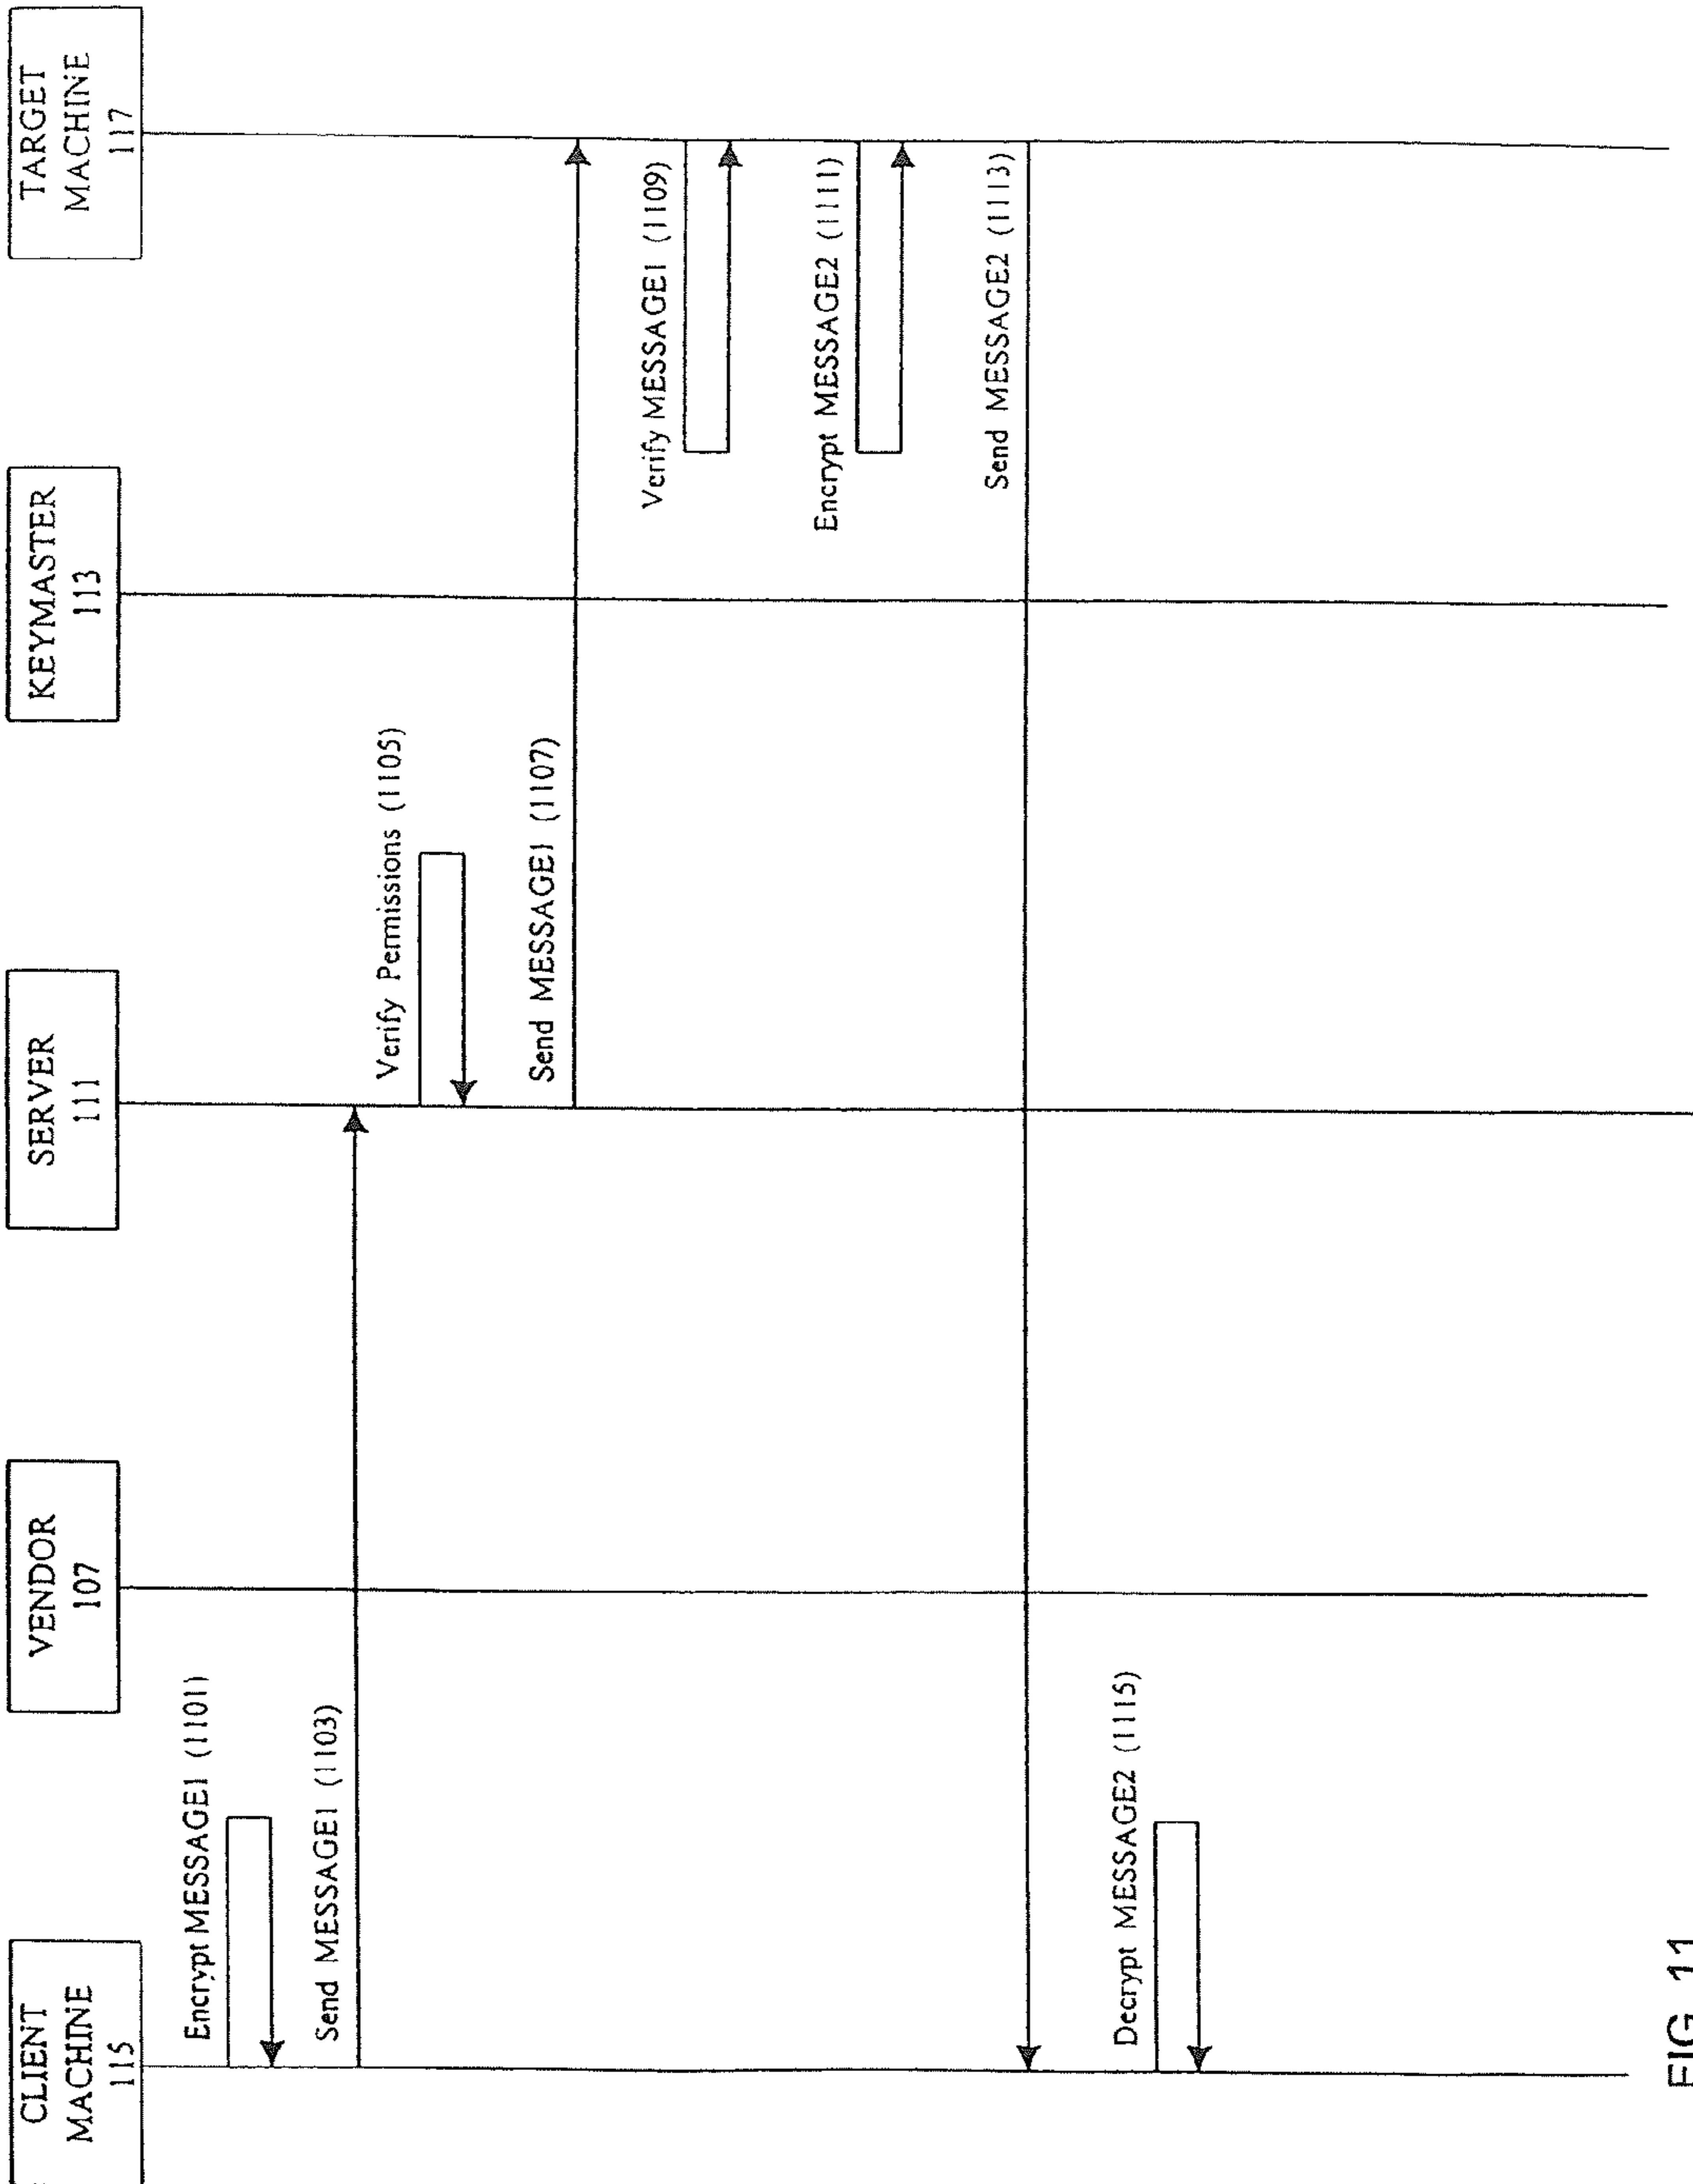 CLIENT
MACHINE
115
VENDOR
107
SERVER
111
KEYMASTER
113
TARGET
MACHINE
117
Encrypt MESSAGE1 (1101)
Send MESSAGE1 (1103)
Verify Permissions (1105)
Send MESSAGE1 (1107)
Verify MESSAGE1 (1109)
Encrypt MESSAGE2 (1111)
Send MESSAGE2 (1113)
Decrypt MESSAGE2 (1115)
FIG. 11